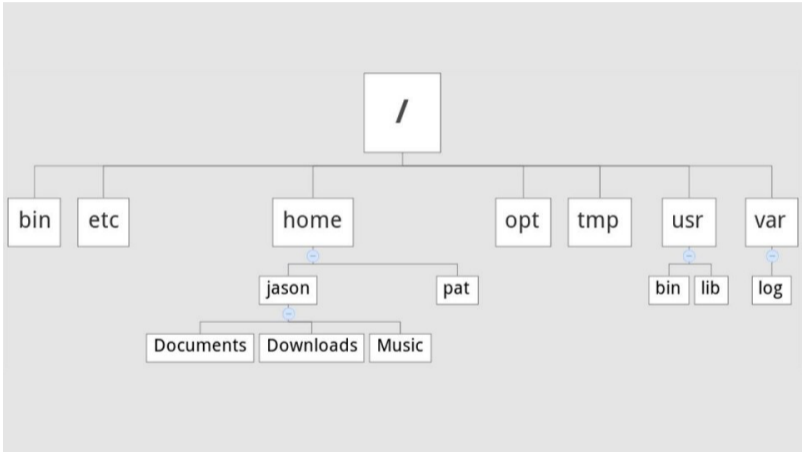 /
bin etc home opt tmp usr var
jason pat bin lib log
Documents Downloads Music